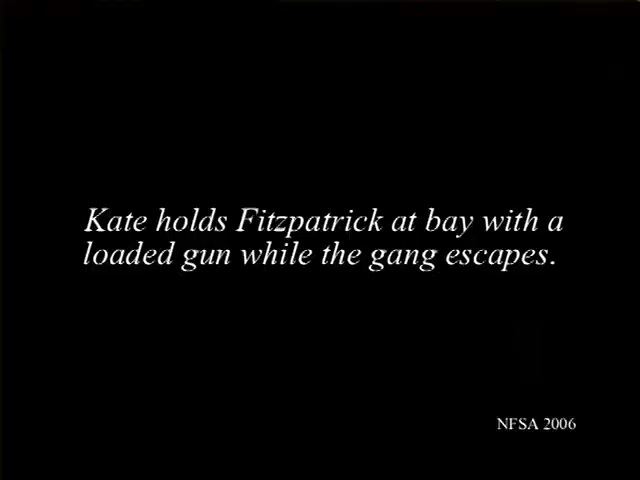 Kate holds Fitzpatrick at bay with a
loaded gun while the gang escapes.
NFSA 2006